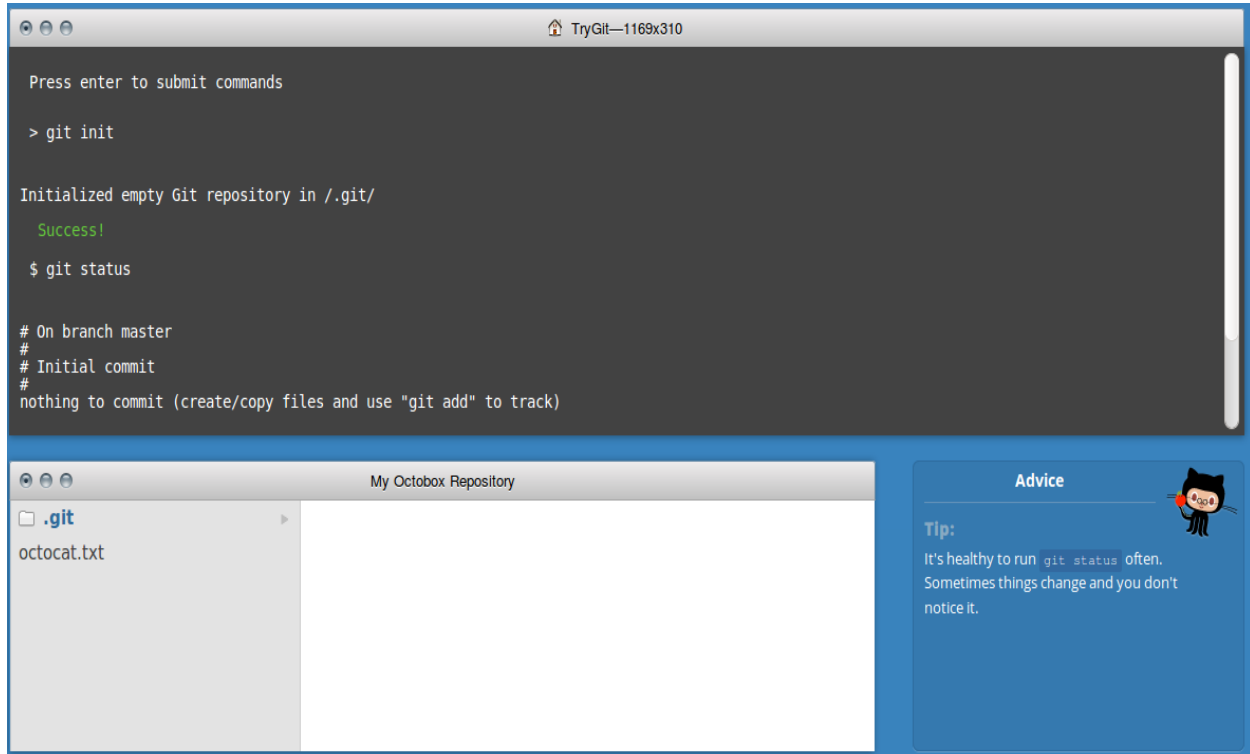 TryGit—1169x310
Press enter to submit commands
> git init
Initialized empty Git repository in /.git/
Success!
$ git status
# On branch master
#
# Initial commit
#
nothing to commit (create/copy files and use "git add" to track)
My Octobox Repository
.git
octocat.txt
Advice
Tip:
It's healthy to run git status often.
Sometimes things change and you don't
notice it.